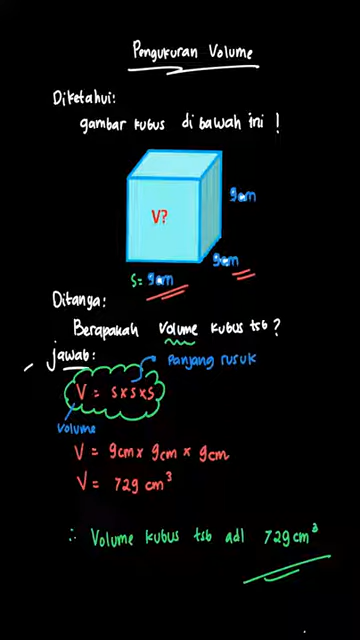 Pengukuran Volume
Diketahui:
gambar kubus di bawah ini !
V?
9cm
9cm
S = 9cm
Ditanya:
Berapakah volume kubus tsb?
Jawab:
Panjang rusuk
V = s x s x s
Volume
V = 9cm x 9cm x 9cm
V = 729 cm³
∴ Volume kubus tsb adl 729 cm³